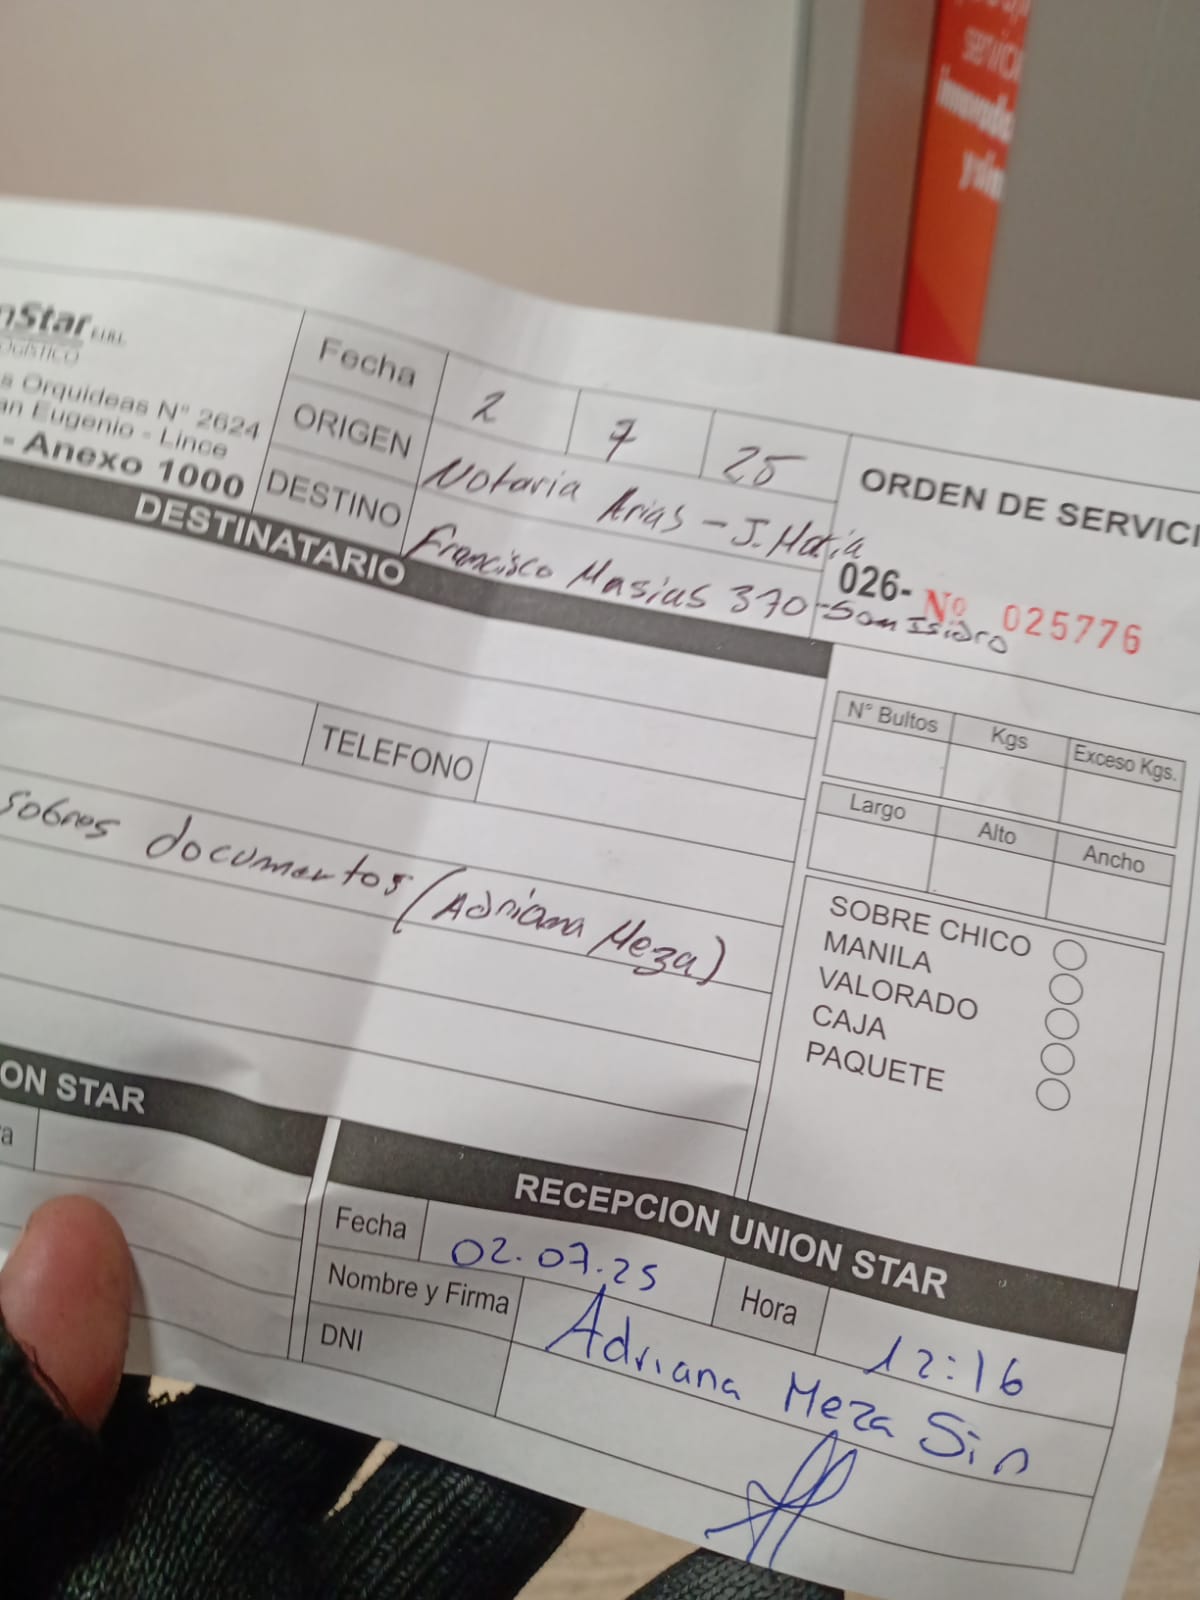 nStar E.I.R.L.
OGÍSTICO
s Orquideas N° 2624
an Eugenio - Lince
- Anexo 1000
Fecha 2 7 25
ORIGEN Notaria Arias - J. Maria
DESTINO Francisco Masias 370 - San Isidro
ORDEN DE SERVICI
026- Nº 025776
DESTINATARIO
TELEFONO
sobres documentos (Adriana Meza)
N° Bultos Kgs Exceso Kgs.
Largo Alto Ancho
SOBRE CHICO
MANILA
VALORADO
CAJA
PAQUETE
ON STAR
a
RECEPCION UNION STAR
Fecha 02.07.25 Hora 12:16
Nombre y Firma Adriana Meza Sin
DNI
servic
innovado